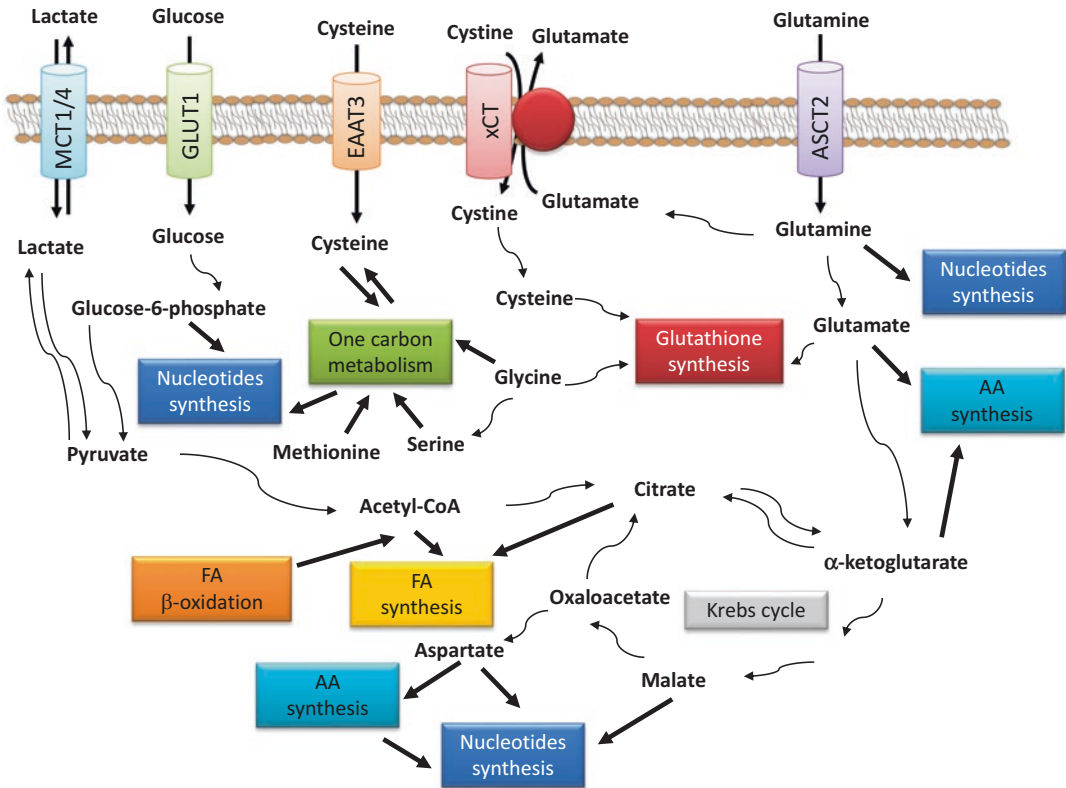 Lactate
Glucose
Cysteine
Cystine
Glutamate
Glutamine
MCT1/4
GLUT1
EAAT3
xCT
ASCT2
Lactate
Glucose
Cysteine
Cystine
Glutamate
Glutamine
Glucose-6-phosphate
Cysteine
Glutamate
Nucleotides
synthesis
One carbon
metabolism
Glutathione
synthesis
Nucleotides
synthesis
Glycine
AA
synthesis
Pyruvate
Methionine
Serine
Acetyl-CoA
Citrate
α-ketoglutarate
FA
β-oxidation
FA
synthesis
Oxaloacetate
Krebs cycle
Aspartate
Malate
AA
synthesis
Nucleotides
synthesis